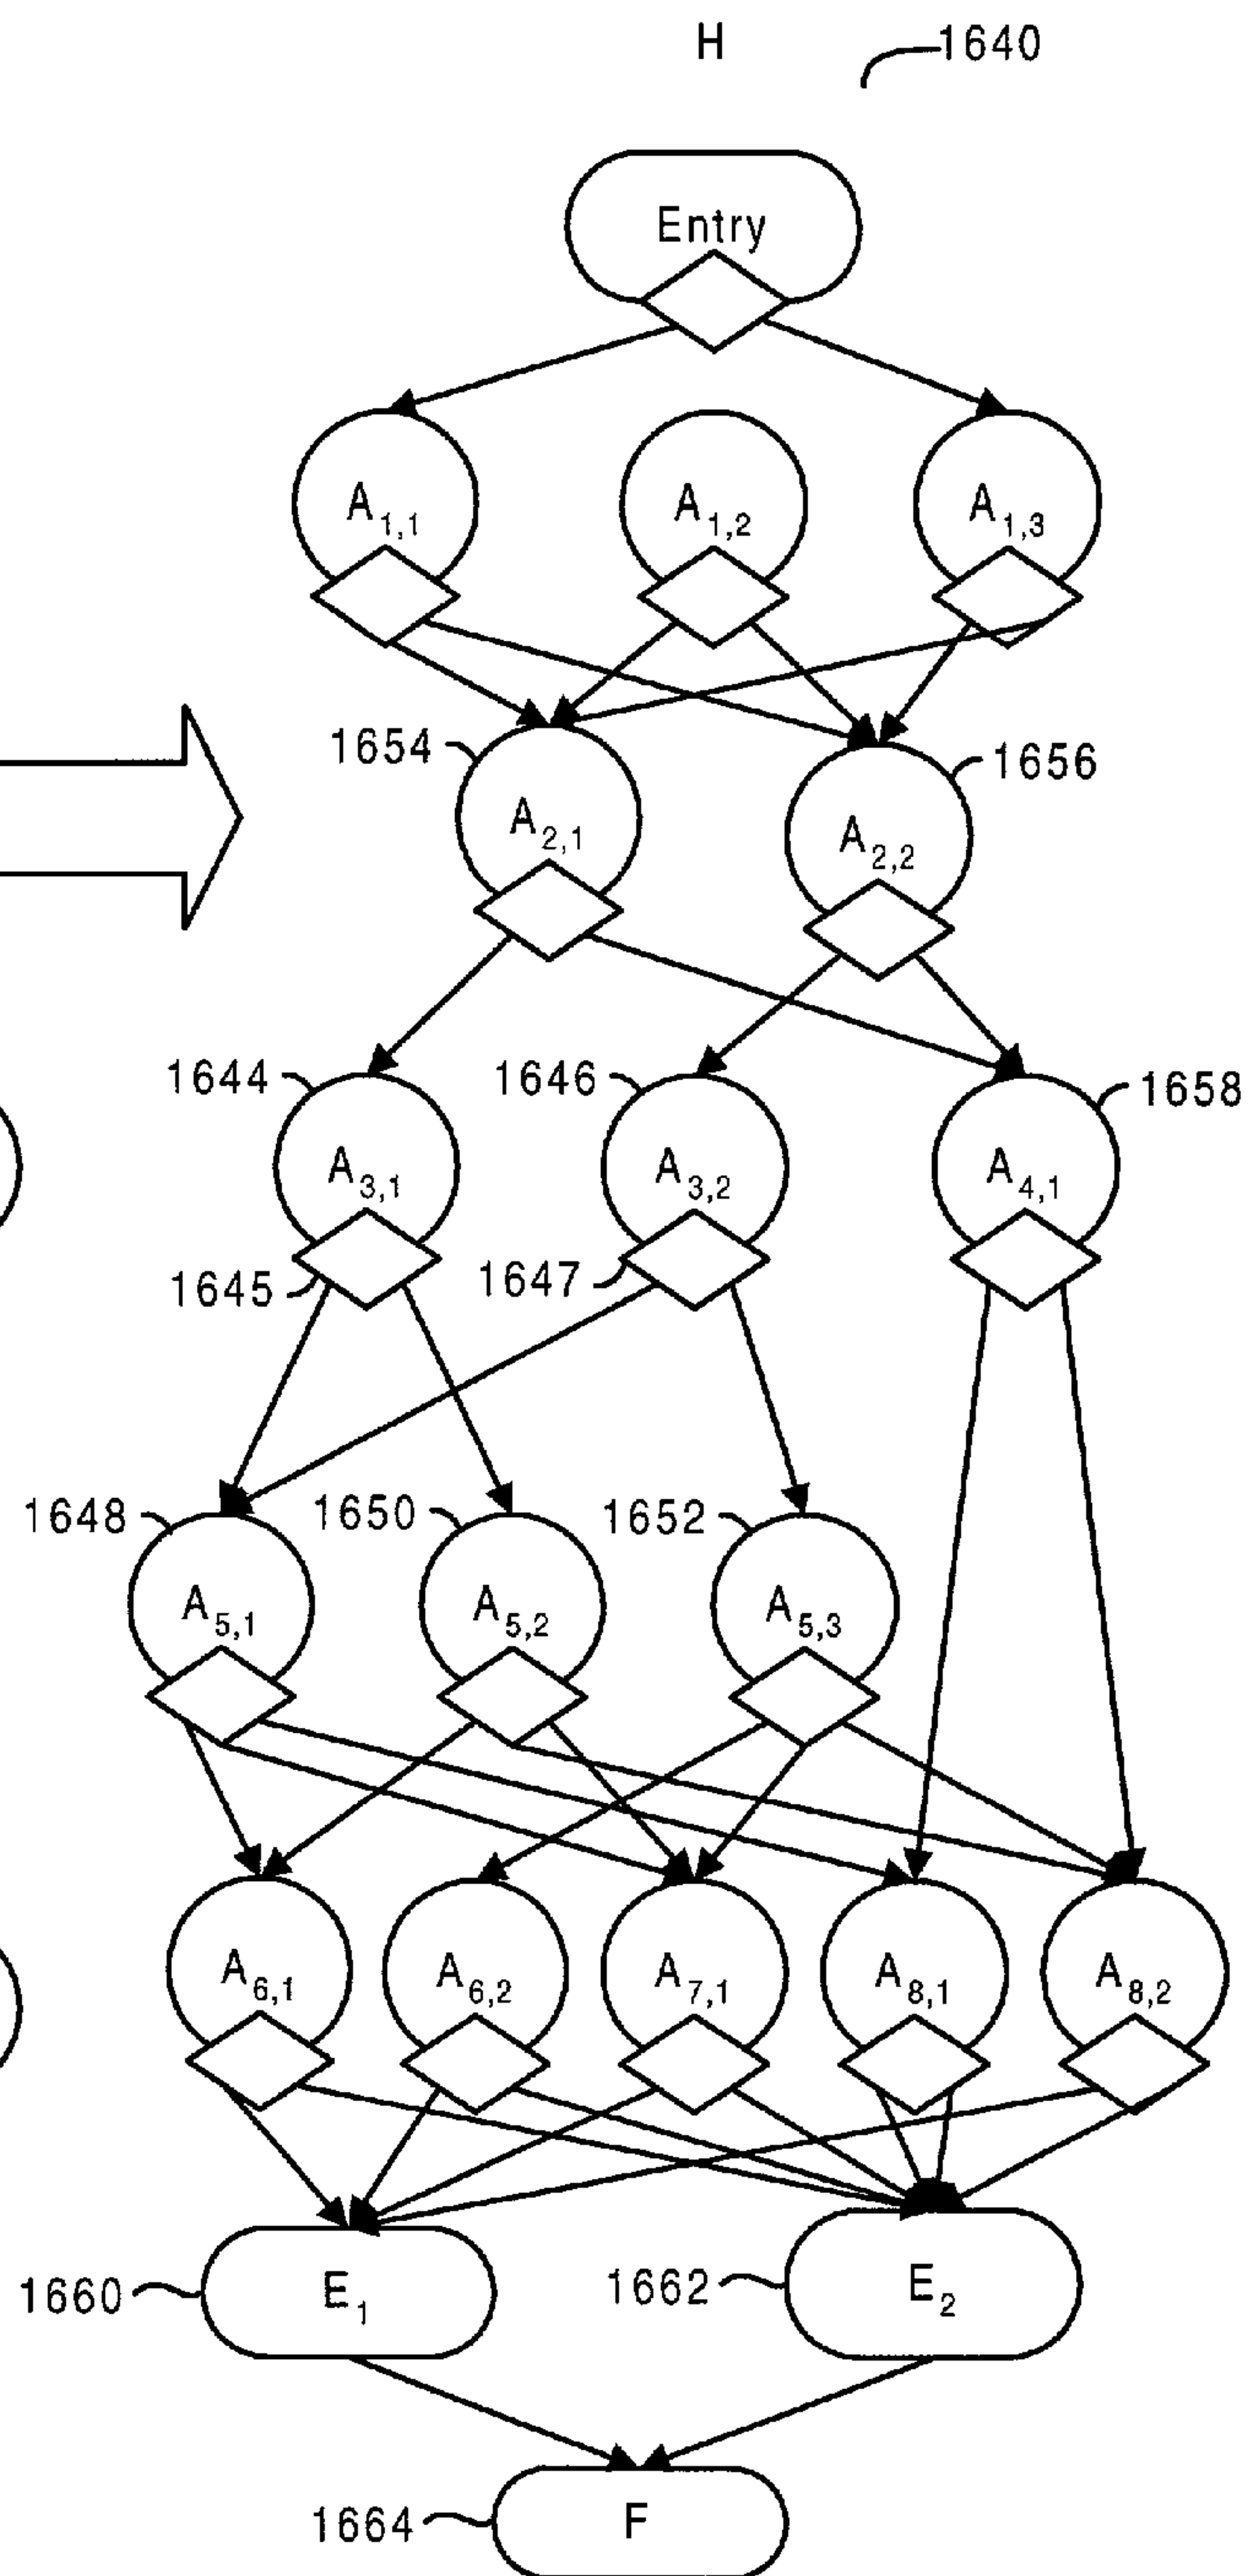 H
1640
Entry
A1,1
A1,2
A1,3
1654
1656
A2,1
A2,2
1644
1646
1658
A3,1
A3,2
A4,1
1645
1647
1648
1650
1652
A5,1
A5,2
A5,3
A6,1
A6,2
A7,1
A8,1
A8,2
1660
E1
1662
E2
1664
F